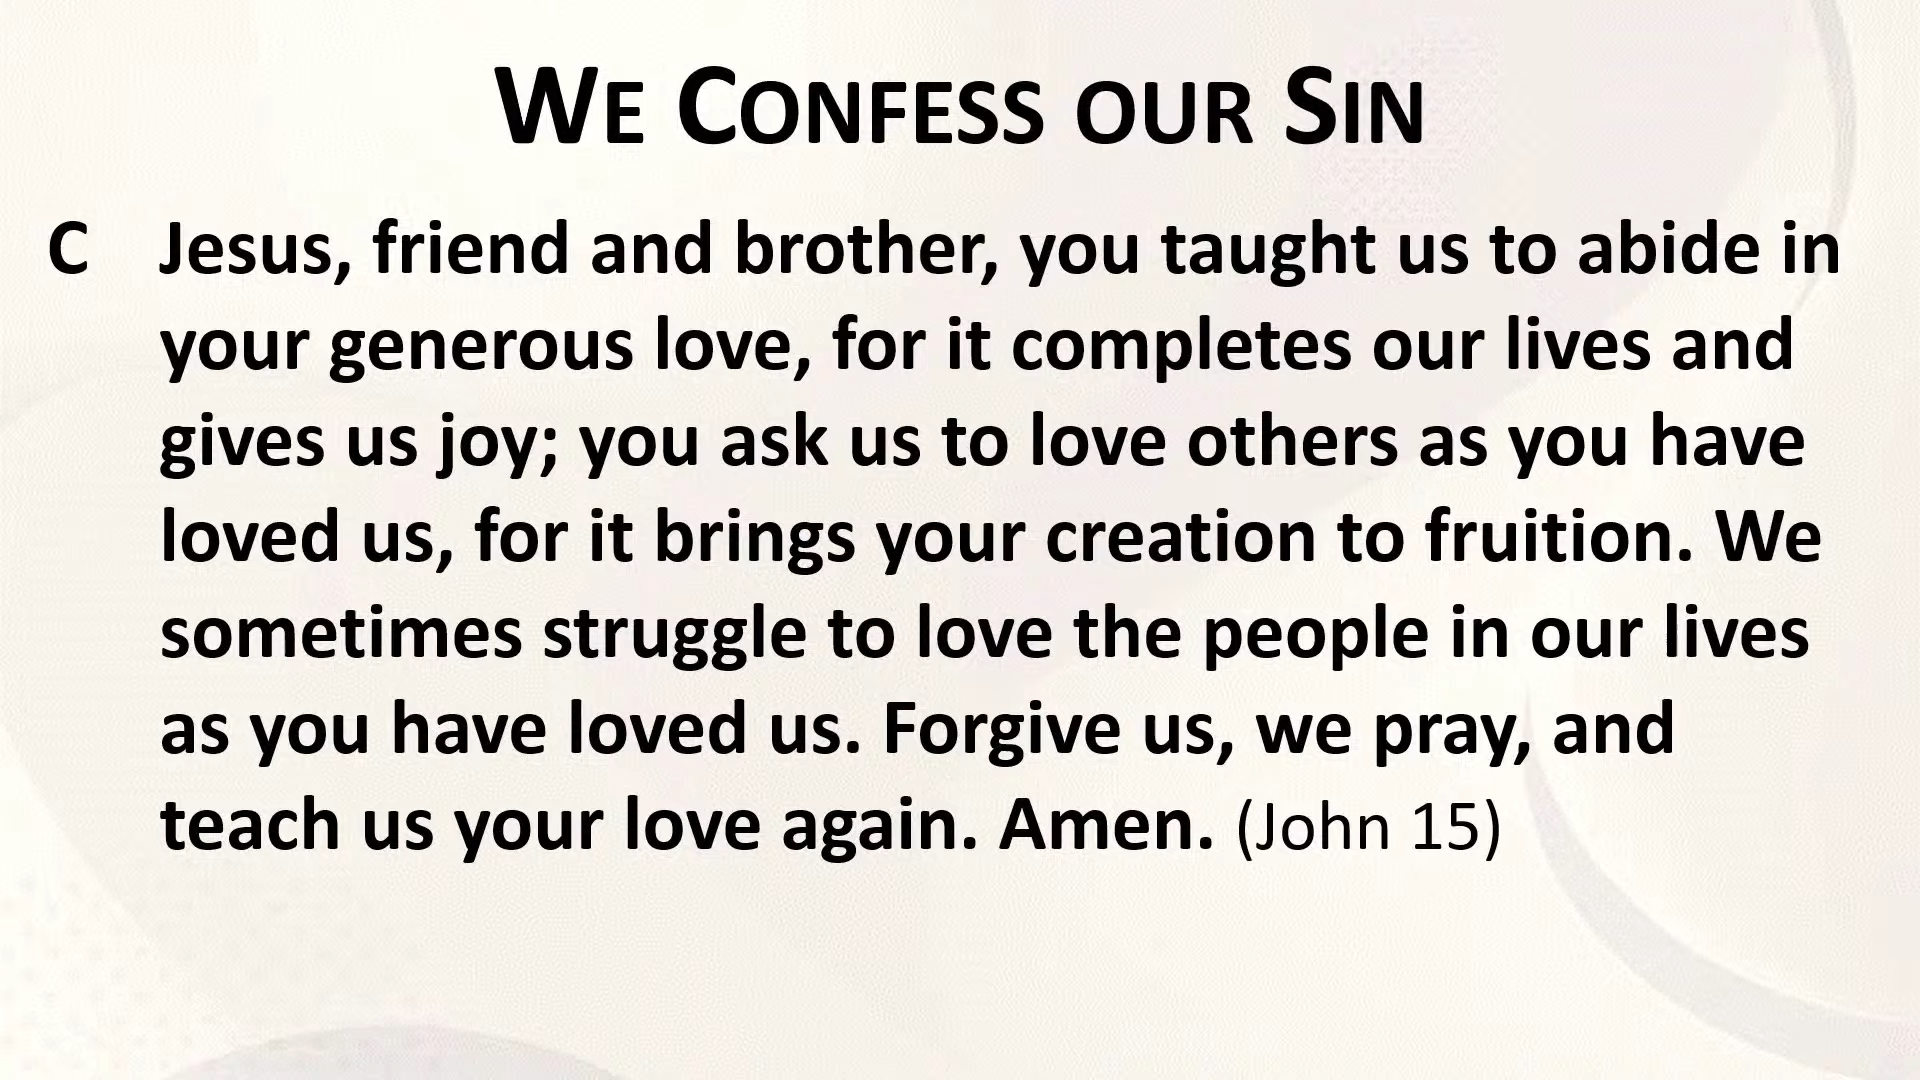 WE CONFESS OUR SIN
C Jesus, friend and brother, you taught us to abide in
your generous love, for it completes our lives and
gives us joy; you ask us to love others as you have
loved us, for it brings your creation to fruition. We
sometimes struggle to love the people in our lives
as you have loved us. Forgive us, we pray, and
teach us your love again. Amen. (John 15)